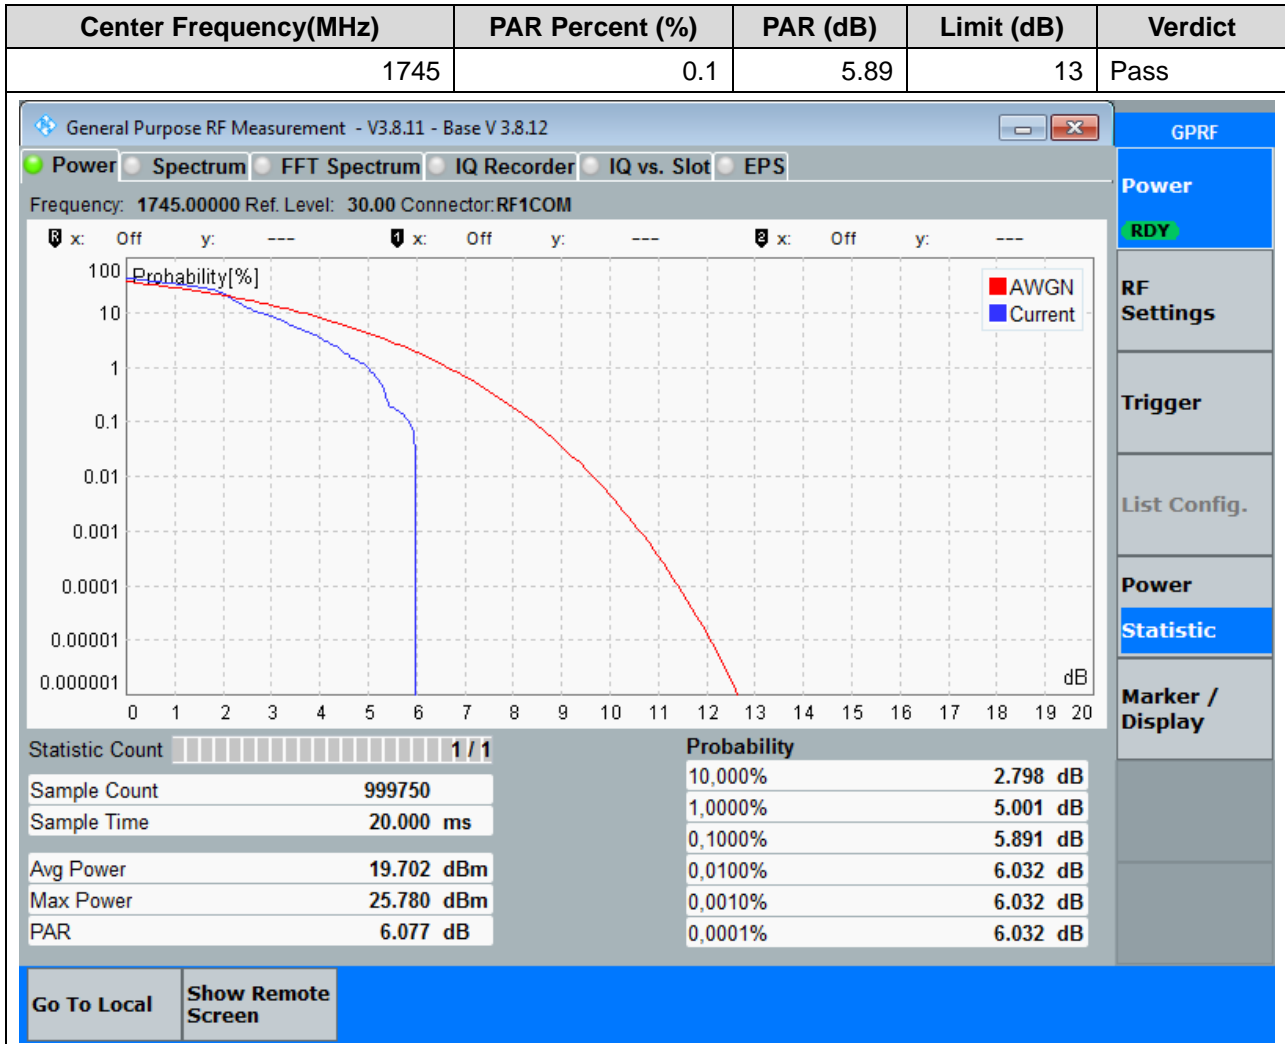 Center Frequency(MHz) PAR Percent (%) PAR (dB) Limit (dB) Verdict
1745 0.1 5.89 13 Pass
General Purpose RF Measurement - V3.8.11 - Base V 3.8.12
GPRF
Power Spectrum FFT Spectrum IQ Recorder IQ vs. Slot EPS
Frequency: 1745.00000 Ref. Level: 30.00 Connector:RF1COM
R x: Off y: --- 1 x: Off y: --- 2 x: Off y: ---
Probability[%]
AWGN
Current
100
10
1
0.1
0.01
0.001
0.0001
0.00001
0.000001
dB
0 1 2 3 4 5 6 7 8 9 10 11 12 13 14 15 16 17 18 19 20
Statistic Count 1 / 1
Sample Count 999750
Sample Time 20.000 ms
Avg Power 19.702 dBm
Max Power 25.780 dBm
PAR 6.077 dB
Probability
10,000% 2.798 dB
1,0000% 5.001 dB
0,1000% 5.891 dB
0,0100% 6.032 dB
0,0010% 6.032 dB
0,0001% 6.032 dB
Power
RDY
RF
Settings
Trigger
List Config.
Power
Statistic
Marker /
Display
Go To Local
Show Remote
Screen